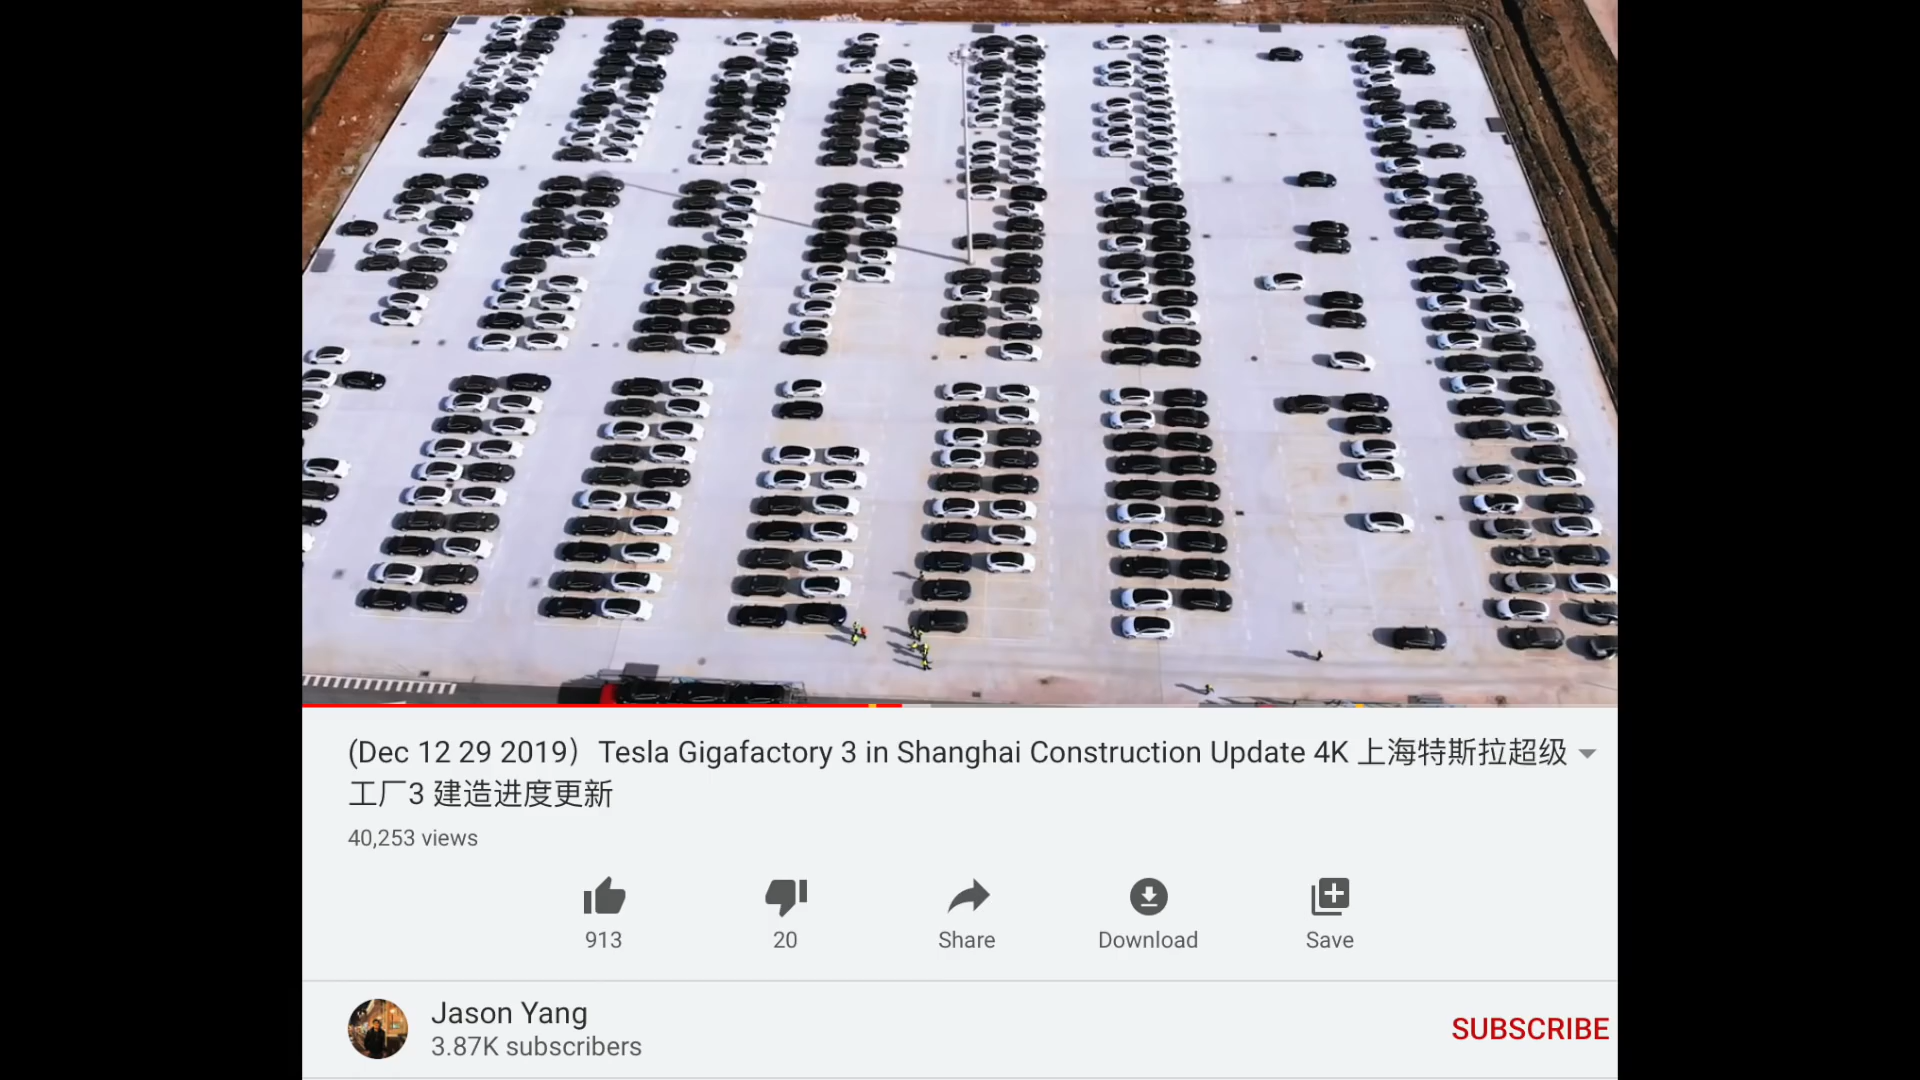 (Dec 12 29 2019）Tesla Gigafactory 3 in Shanghai Construction Update 4K 上海特斯拉超级
工厂3 建造进度更新
40,253 views
913
20
Share
Download
Save
Jason Yang
3.87K subscribers
SUBSCRIBE